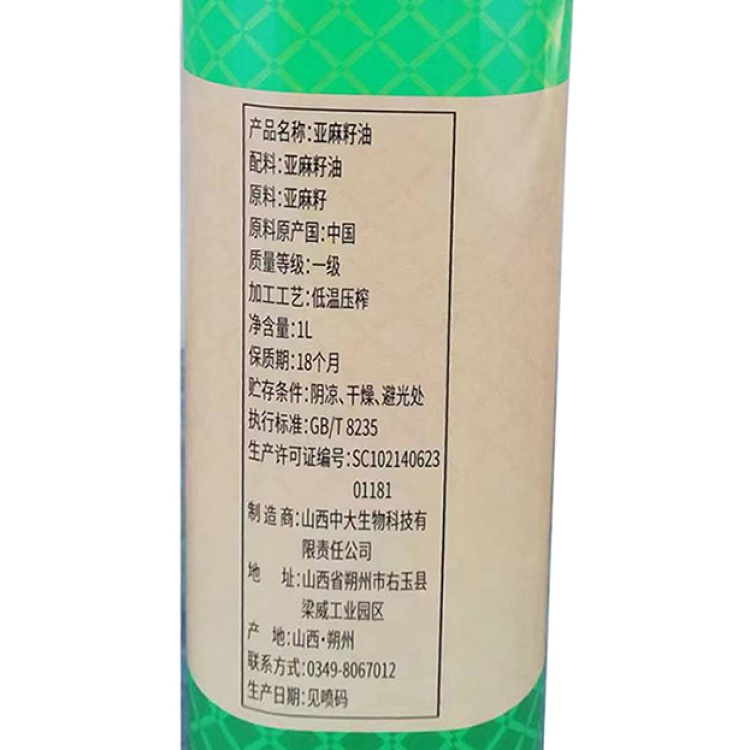 产品名称:亚麻籽油
配料:亚麻籽油
原料:亚麻籽
原料原产国:中国
质量等级:一级
加工工艺:低温压榨
净含量:1L
保质期:18个月
贮存条件:阴凉、干燥、避光处
执行标准:GB/T 8235
生产许可证编号:SC102140623
01181
制造商:山西中大生物科技有
限责任公司
地 址:山西省朔州市右玉县
梁威工业园区
产 地:山西·朔州
联系方式:0349-8067012
生产日期:见喷码